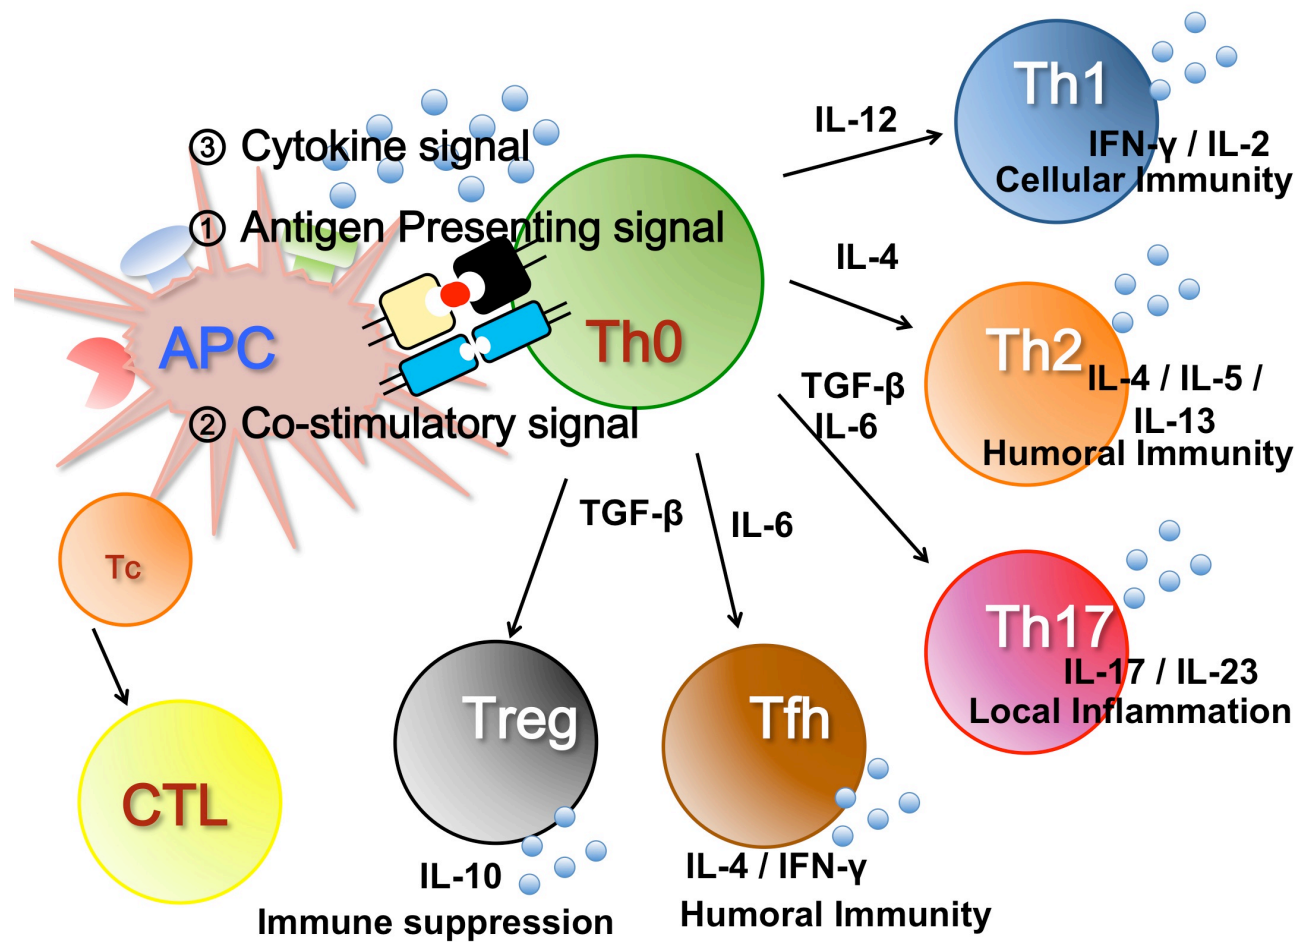 ③ Cytokine signal
① Antigen Presenting signal
APC
Th0
② Co-stimulatory signal
IL-12
Th1
IFN-γ / IL-2
Cellular Immunity
IL-4
Th2
IL-4 / IL-5 /
IL-13
Humoral Immunity
TGF-β
IL-6
Th17
IL-17 / IL-23
Local Inflammation
TGF-β
Treg
IL-10
Immune suppression
IL-6
Tfh
IL-4 / IFN-γ
Humoral Immunity
Tc
CTL